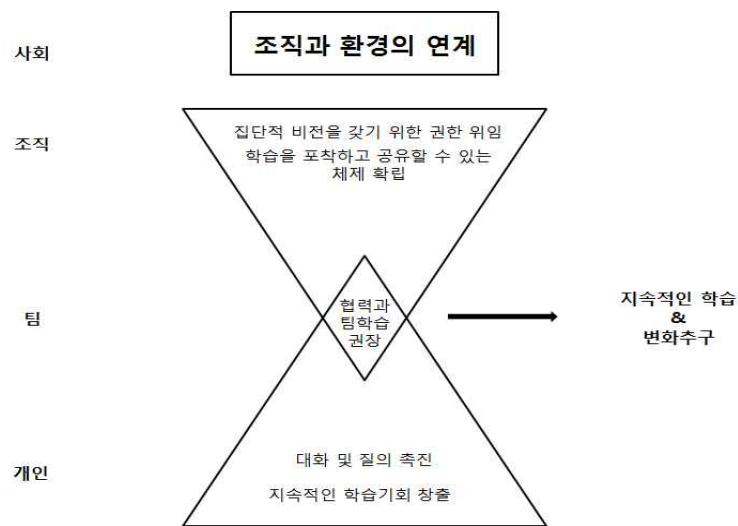 사회
조직과 환경의 연계
조직
집단적 비전을 갖기 위한 권한 위임
학습을 포착하고 공유할 수 있는
체제 확립
팀
협력과
팀학습
권장
지속적인 학습
&
변화추구
개인
대화 및 질의 촉진
지속적인 학습기회 창출